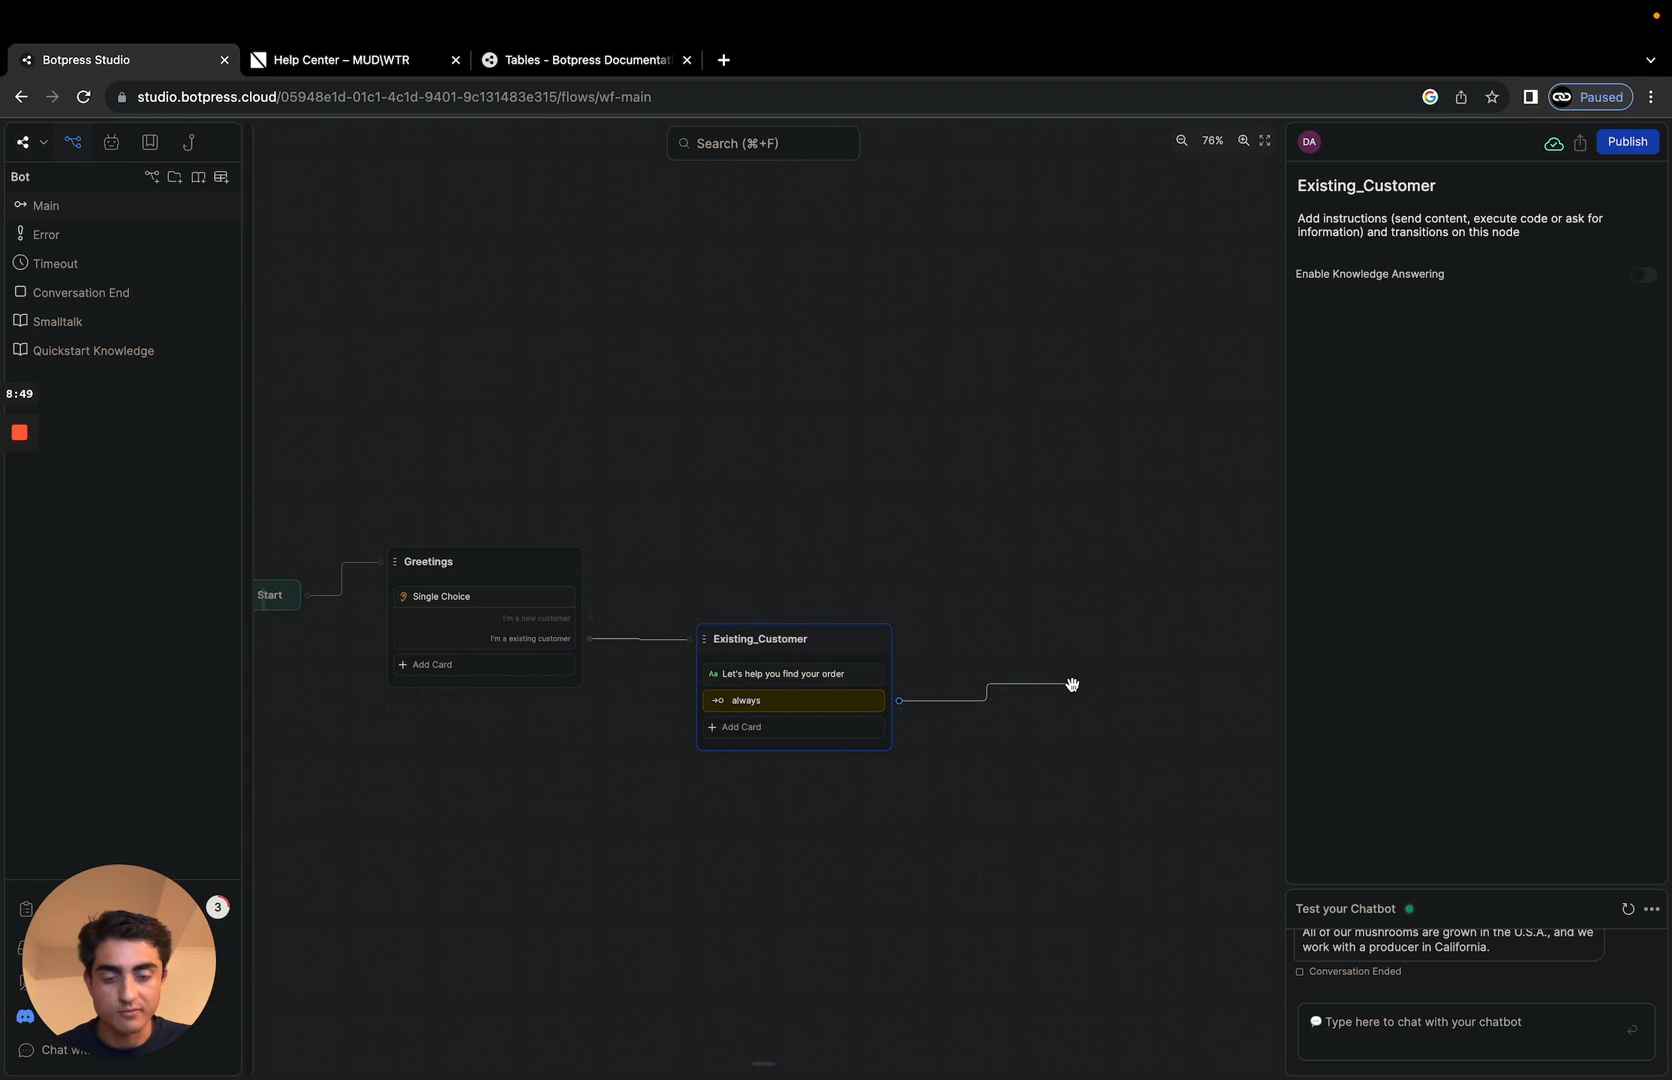 Botpress Studio
Help Center – MUD\WTR
Tables - Botpress Documentat
studio.botpress.cloud/05948e1d-01c1-4c1d-9401-9c131483e315/flows/wf-main
Paused
Search (⌘+F)
76%
DA
Publish
Bot
Main
Error
Timeout
Conversation End
Smalltalk
Quickstart Knowledge
8:49
Existing_Customer
Add instructions (send content, execute code or ask for
information) and transitions on this node
Enable Knowledge Answering
Start
Greetings
Single Choice
I'm a new customer
I'm a existing customer
+ Add Card
Existing_Customer
Aa Let's help you find your order
always
+ Add Card
3
Chat wi
Test your Chatbot
All of our mushrooms are grown in the U.S.A., and we
work with a producer in California.
Conversation Ended
Type here to chat with your chatbot